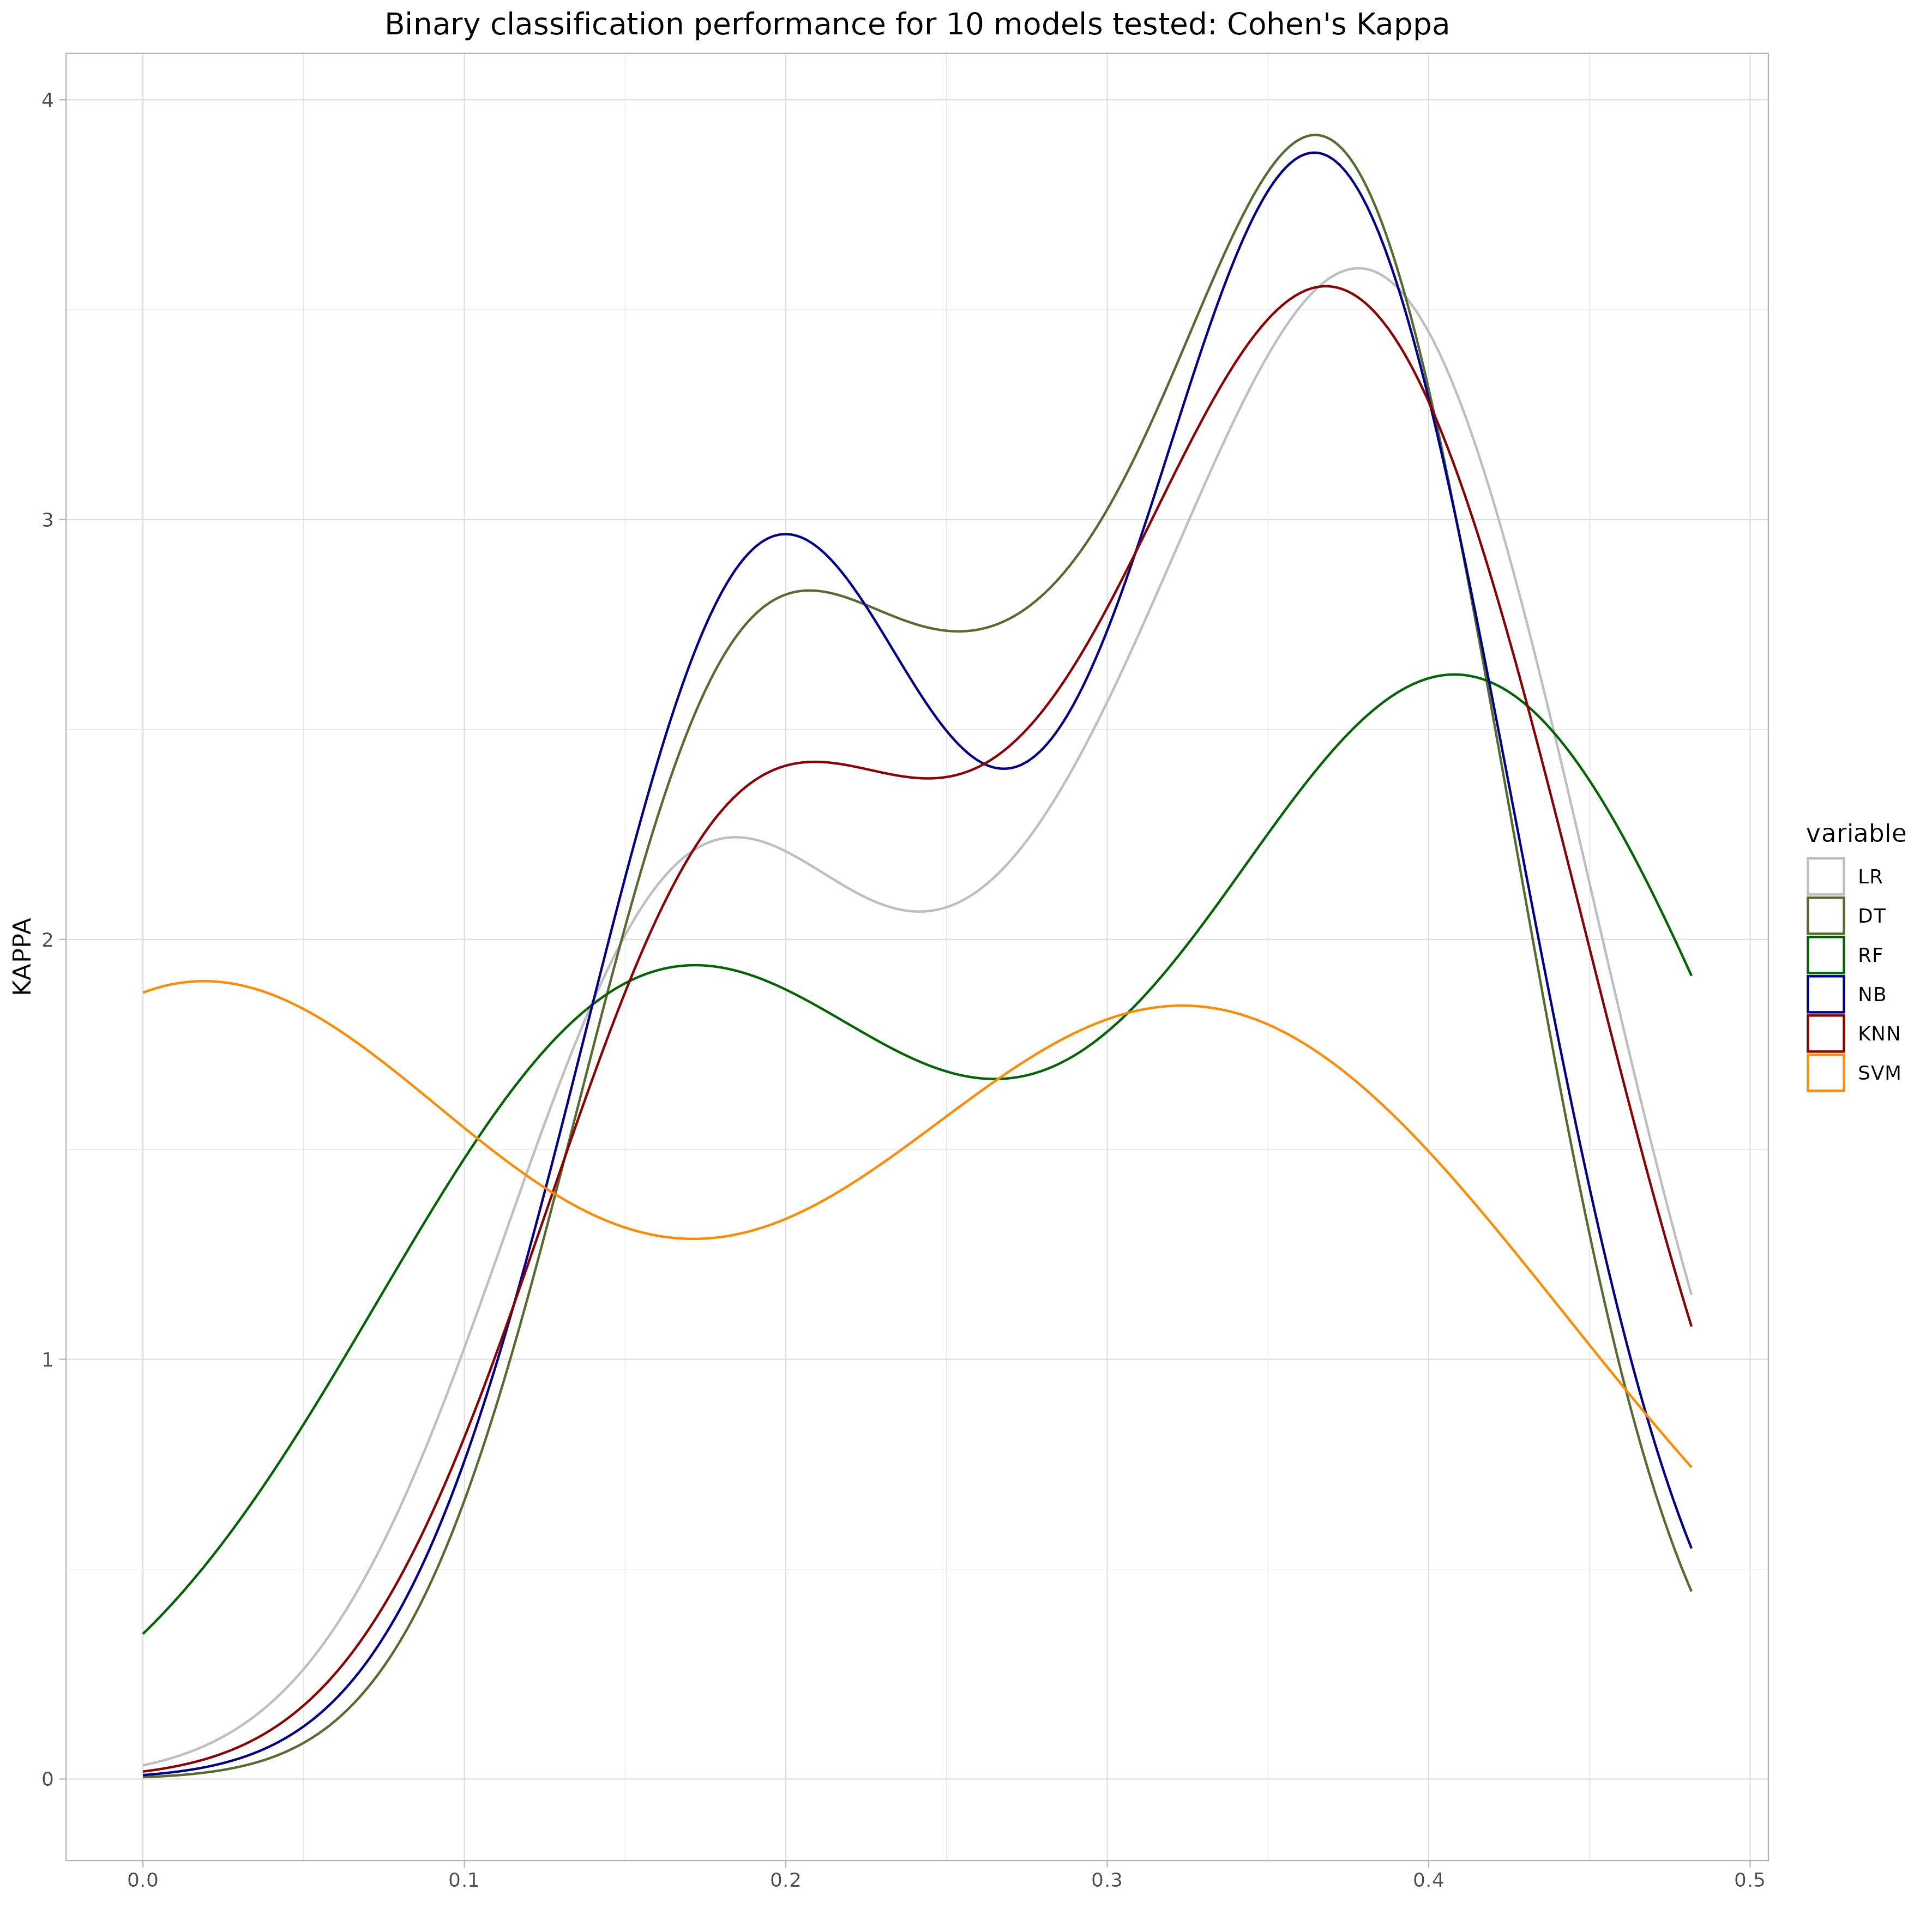 Binary classification performance for 10 models tested: Cohen's Kappa
4
3
2
1
0
KAPPA
0.0 0.1 0.2 0.3 0.4 0.5
variable
LR
DT
RF
NB
KNN
SVM